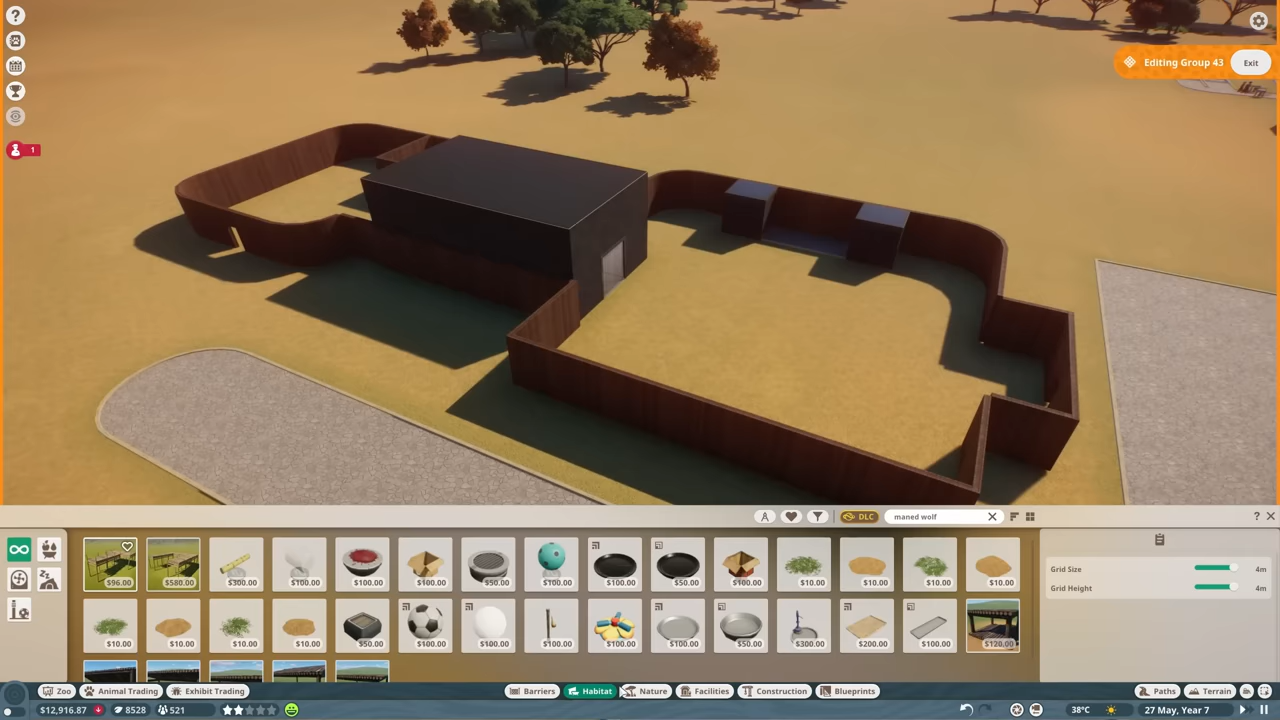 ?
Editing Group 43
Exit
1
DLC
maned wolf
?
$96.00
$580.00
$300.00
$100.00
$100.00
$100.00
$50.00
$100.00
$100.00
$50.00
$100.00
$10.00
$10.00
$10.00
$10.00
Grid Size
4m
Grid Height
4m
$10.00
$10.00
$10.00
$10.00
$50.00
$100.00
$100.00
$100.00
$100.00
$100.00
$50.00
$300.00
$200.00
$100.00
$120.00
Zoo
Animal Trading
Exhibit Trading
Barriers
Habitat
Nature
Facilities
Construction
Blueprints
Paths
Terrain
$12,916.87
8528
521
38°C
27 May, Year 7